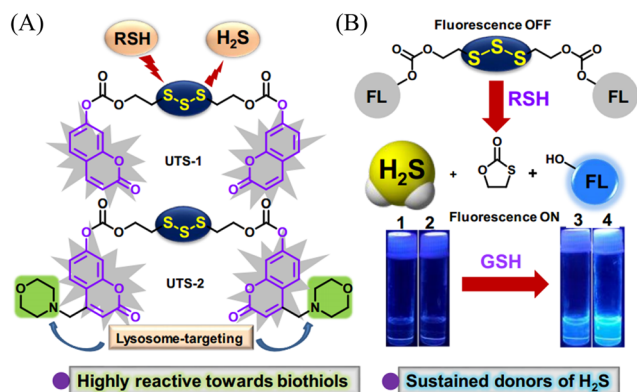 (A)
RSH
H₂S
S S S
O O O O O O
O O O O
UTS-1
S S S
O O O O O O
O O O O
UTS-2
O N
N O
Lysosome-targeting
Highly reactive towards biothiols
(B)
Fluorescence OFF
S S S
O O O O O O
FL
FL
RSH
H₂S
+
O O S
+
HO
FL
Fluorescence ON
1 2
3 4
GSH
Sustained donors of H₂S